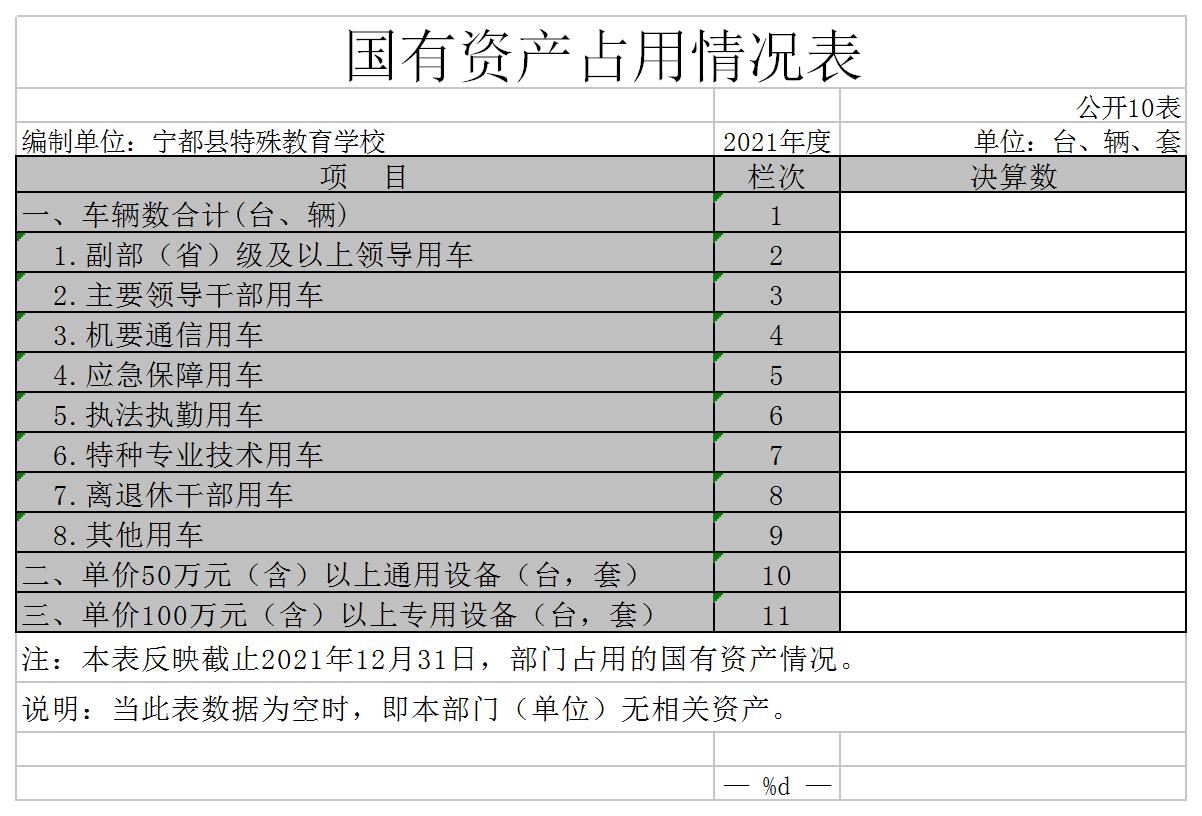 国有资产占用情况表
公开10表
编制单位：宁都县特殊教育学校 2021年度 单位：台、辆、套
项 目 栏次 决算数
一、车辆数合计(台、辆) 1
1.副部（省）级及以上领导用车 2
2.主要领导干部用车 3
3.机要通信用车 4
4.应急保障用车 5
5.执法执勤用车 6
6.特种专业技术用车 7
7.离退休干部用车 8
8.其他用车 9
二、单价50万元（含）以上通用设备（台，套） 10
三、单价100万元（含）以上专用设备（台，套） 11
注：本表反映截止2021年12月31日，部门占用的国有资产情况。
说明：当此表数据为空时，即本部门（单位）无相关资产。
— %d —